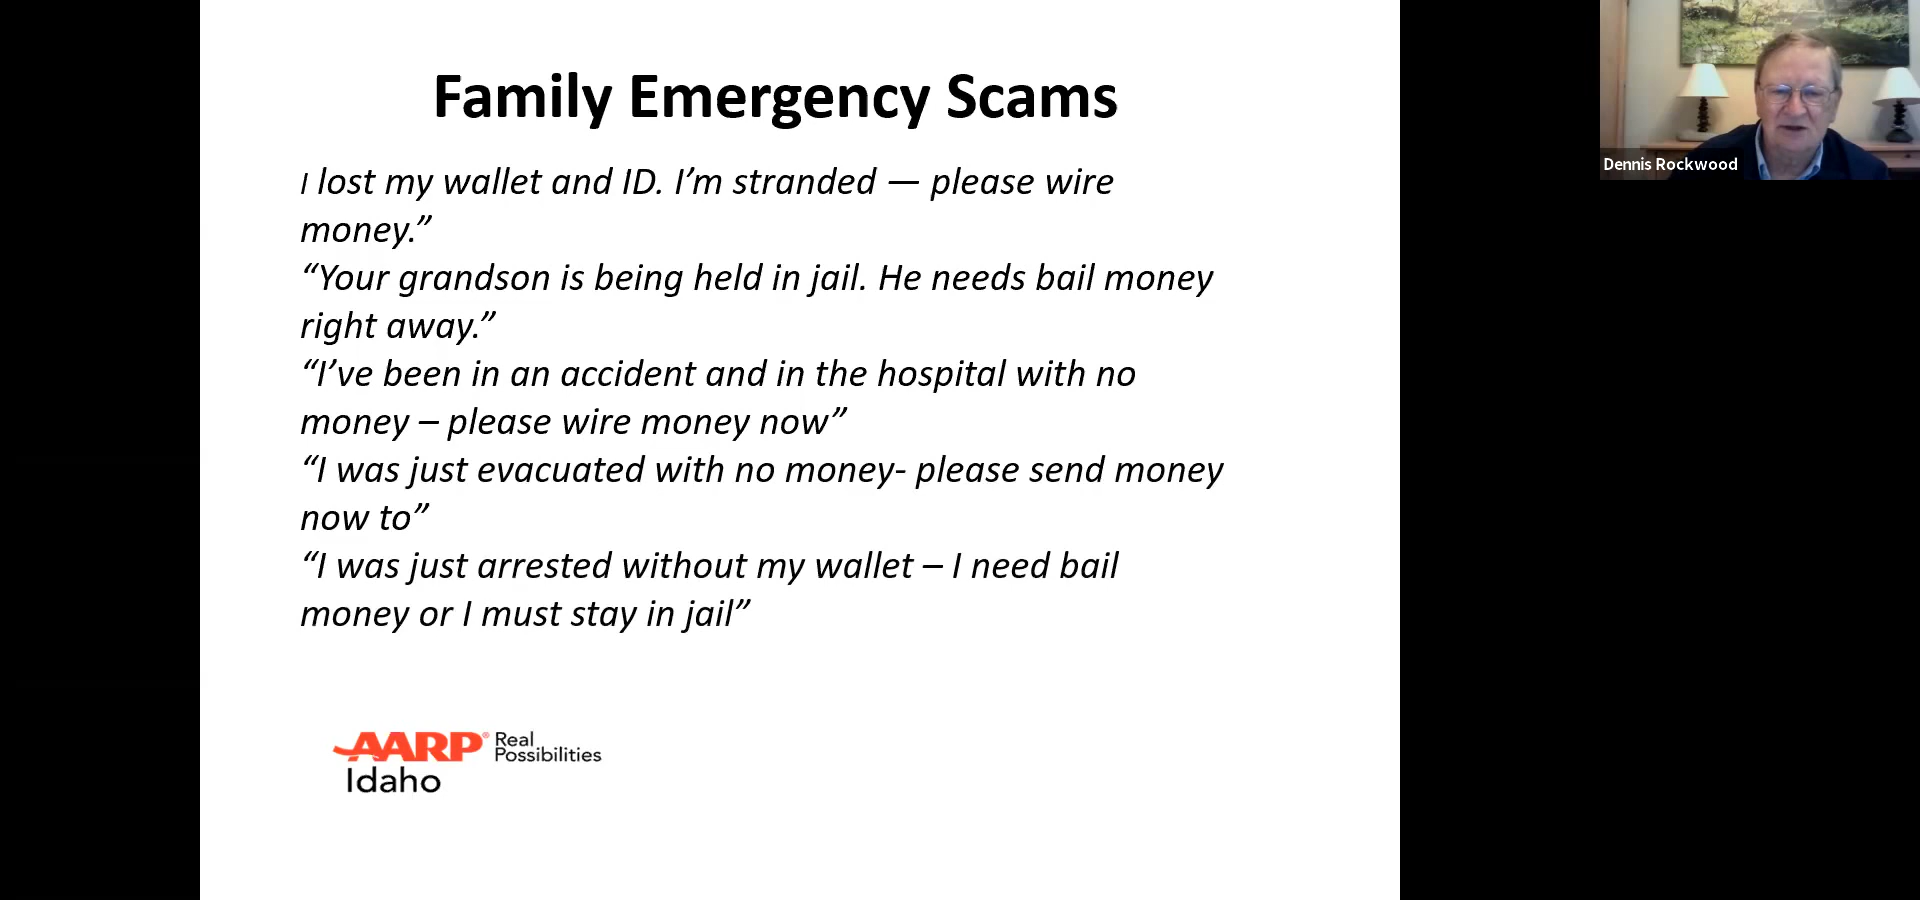 Family Emergency Scams
I lost my wallet and ID. I’m stranded — please wire
money.”
“Your grandson is being held in jail. He needs bail money
right away.”
“I’ve been in an accident and in the hospital with no
money – please wire money now”
“I was just evacuated with no money- please send money
now to”
“I was just arrested without my wallet – I need bail
money or I must stay in jail”
AARP® Real
Possibilities
Idaho
Dennis Rockwood